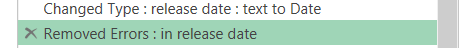 Changed Type : release date : text to Date
Removed Errors : in release date